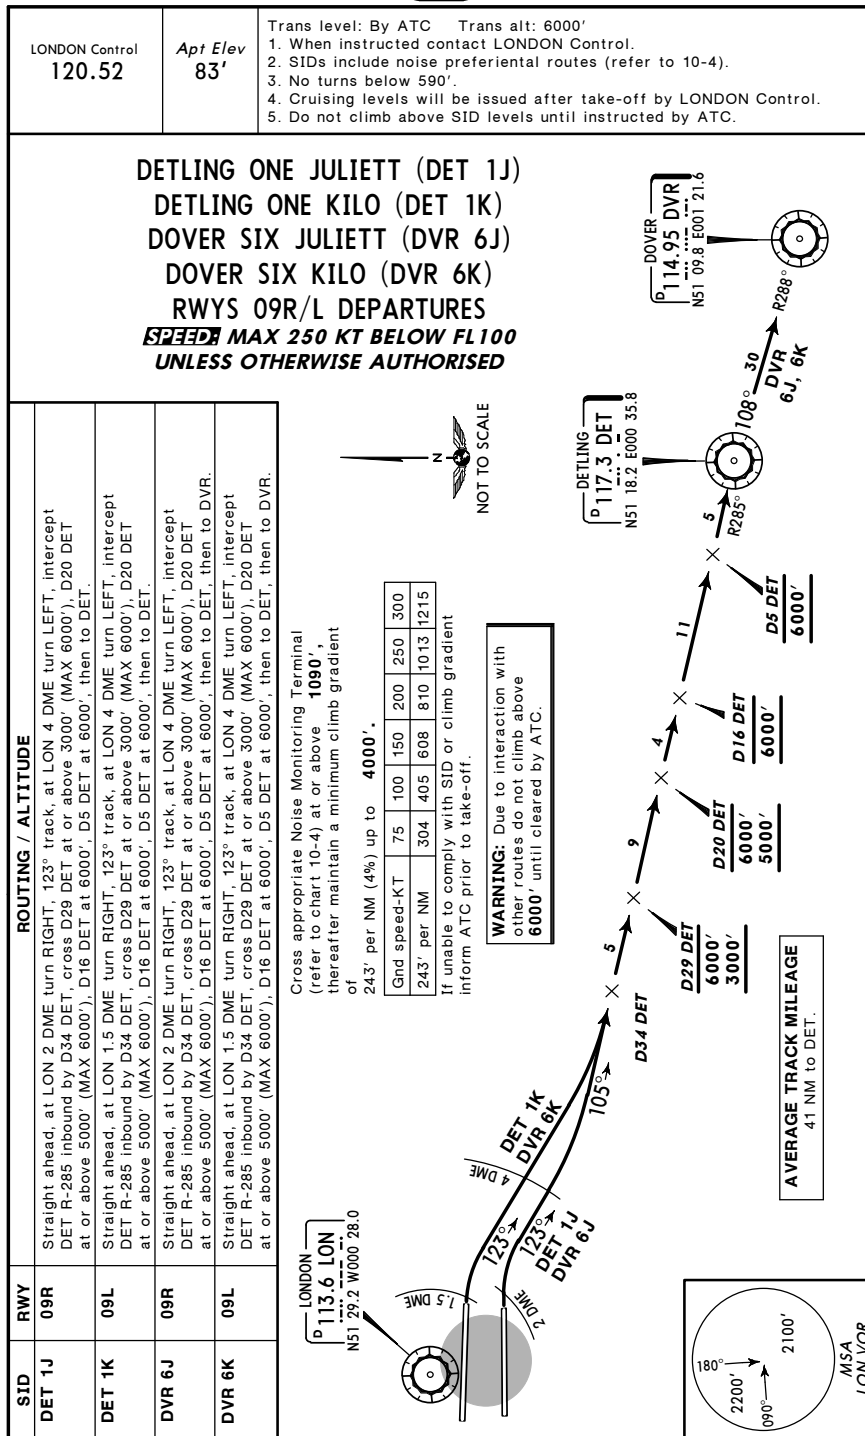 LONDON Control
120.52
Apt Elev
83'
Trans level: By ATC Trans alt: 6000'
1. When instructed contact LONDON Control.
2. SIDs include noise preferiental routes (refer to 10-4).
3. No turns below 590'.
4. Cruising levels will be issued after take-off by LONDON Control.
5. Do not climb above SID levels until instructed by ATC.
DETLING ONE JULIETT (DET 1J)
DETLING ONE KILO (DET 1K)
DOVER SIX JULIETT (DVR 6J)
DOVER SIX KILO (DVR 6K)
RWYS 09R/L DEPARTURES
SPEED: MAX 250 KT BELOW FL100
UNLESS OTHERWISE AUTHORISED
DOVER
D 114.95 DVR
N51 09.8 E001 21.6
R288°
30
108°
DVR
6J, 6K
DETLING
D 117.3 DET
N51 18.2 E000 35.8
R285°
5
D5 DET
6000'
11
D16 DET
6000'
4
D20 DET
6000'
5000'
9
D29 DET
6000'
3000'
5
D34 DET
105°
N
NOT TO SCALE
Cross appropriate Noise Monitoring Terminal
(refer to chart 10-4) at or above 1090',
thereafter maintain a minimum climb gradient
of
243' per NM (4%) up to 4000'.
Gnd speed-KT 75 100 150 200 250 300
243' per NM 304 405 608 810 1013 1215
If unable to comply with SID or climb gradient
inform ATC prior to take-off.
WARNING: Due to interaction with
other routes do not climb above
6000' until cleared by ATC.
AVERAGE TRACK MILEAGE
41 NM to DET.
DET 1K
DVR 6K
4 DME
123°
123°
DET 1J
DVR 6J
1.5 DME
2 DME
LONDON
D 113.6 LON
N51 29.2 W000 28.0
180°
090°
2200'
2100'
MSA
LON VOR
SID RWY ROUTING / ALTITUDE
DET 1J 09R Straight ahead, at LON 2 DME turn RIGHT, 123° track, at LON 4 DME turn LEFT, intercept
DET R-285 inbound by D34 DET, cross D29 DET at or above 3000' (MAX 6000'), D20 DET
at or above 5000' (MAX 6000'), D16 DET at 6000', D5 DET at 6000', then to DET.
DET 1K 09L Straight ahead, at LON 1.5 DME turn RIGHT, 123° track, at LON 4 DME turn LEFT, intercept
DET R-285 inbound by D34 DET, cross D29 DET at or above 3000' (MAX 6000'), D20 DET
at or above 5000' (MAX 6000'), D16 DET at 6000', D5 DET at 6000', then to DET.
DVR 6J 09R Straight ahead, at LON 2 DME turn RIGHT, 123° track, at LON 4 DME turn LEFT, intercept
DET R-285 inbound by D34 DET, cross D29 DET at or above 3000' (MAX 6000'), D20 DET
at or above 5000' (MAX 6000'), D16 DET at 6000', D5 DET at 6000', then to DET, then to DVR.
DVR 6K 09L Straight ahead, at LON 1.5 DME turn RIGHT, 123° track, at LON 4 DME turn LEFT, intercept
DET R-285 inbound by D34 DET, cross D29 DET at or above 3000' (MAX 6000'), D20 DET
at or above 5000' (MAX 6000'), D16 DET at 6000', D5 DET at 6000', then to DET, then to DVR.